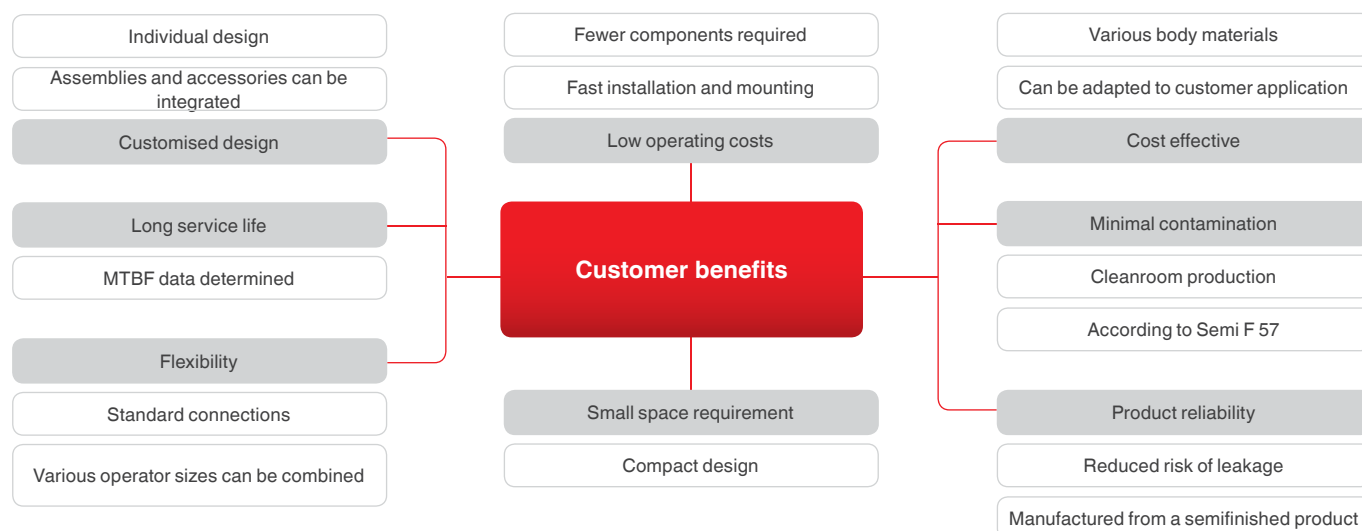 Individual design
Assemblies and accessories can be
integrated
Customised design
Long service life
MTBF data determined
Flexibility
Standard connections
Various operator sizes can be combined
Fewer components required
Fast installation and mounting
Low operating costs
Customer benefits
Small space requirement
Compact design
Various body materials
Can be adapted to customer application
Cost effective
Minimal contamination
Cleanroom production
According to Semi F 57
Product reliability
Reduced risk of leakage
Manufactured from a semifinished product